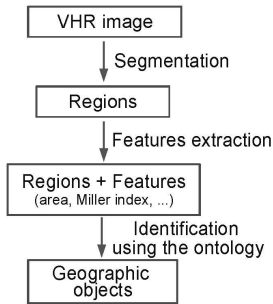 VHR image
Segmentation
Regions
Features extraction
Regions + Features
(area, Miller index, ...)
Identification
using the ontology
Geographic
objects